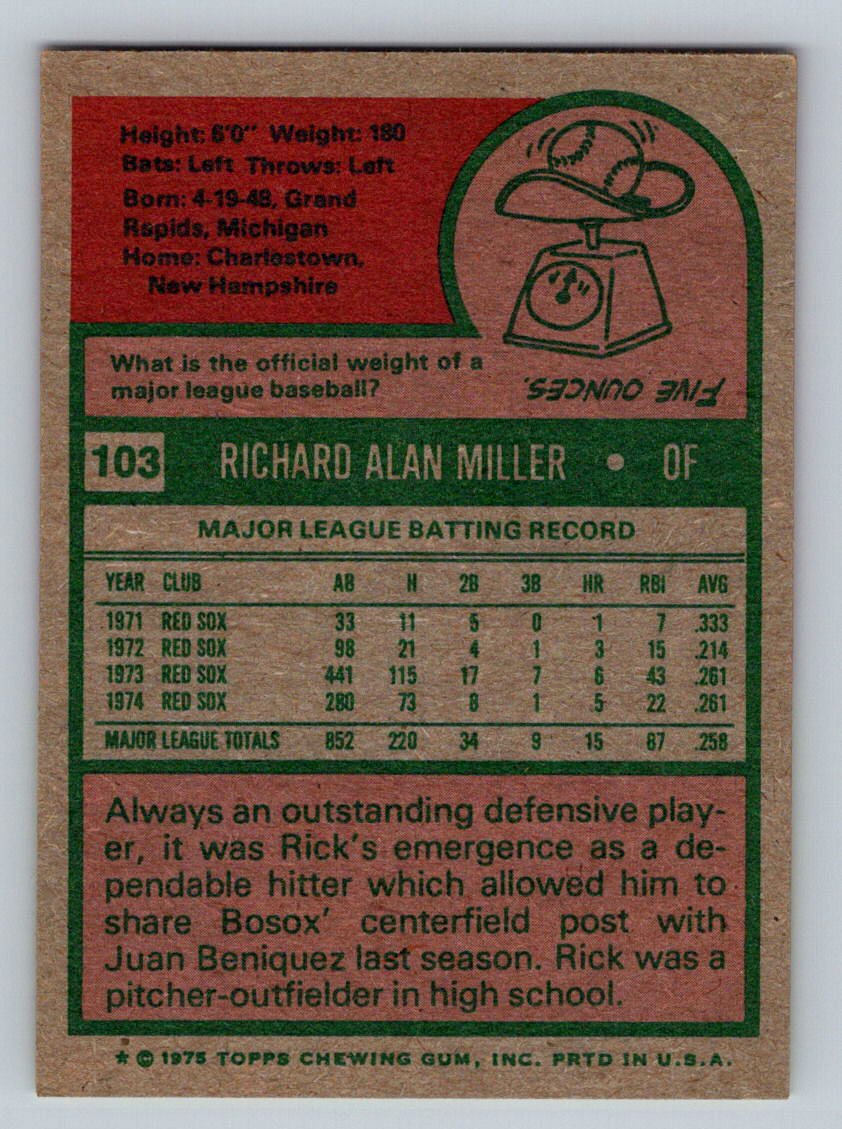 Height: 6'0" Weight: 180
Bats: Left Throws: Left
Born: 4-19-48, Grand
Rapids, Michigan
Home: Charlestown,
New Hampshire
What is the official weight of a
major league baseball?
FIVE OUNCES.
103 RICHARD ALAN MILLER • OF
MAJOR LEAGUE BATTING RECORD
YEAR CLUB AB H 2B 3B HR RBI AVG
1971 RED SOX 33 11 5 0 1 7 .333
1972 RED SOX 98 21 4 1 3 15 .214
1973 RED SOX 441 115 17 7 6 43 .261
1974 RED SOX 280 73 8 1 5 22 .261
MAJOR LEAGUE TOTALS 852 220 34 9 15 87 .258
Always an outstanding defensive play-
er, it was Rick's emergence as a de-
pendable hitter which allowed him to
share Bosox' centerfield post with
Juan Beniquez last season. Rick was a
pitcher-outfielder in high school.
* © 1975 TOPPS CHEWING GUM, INC. PRTD IN U.S.A.